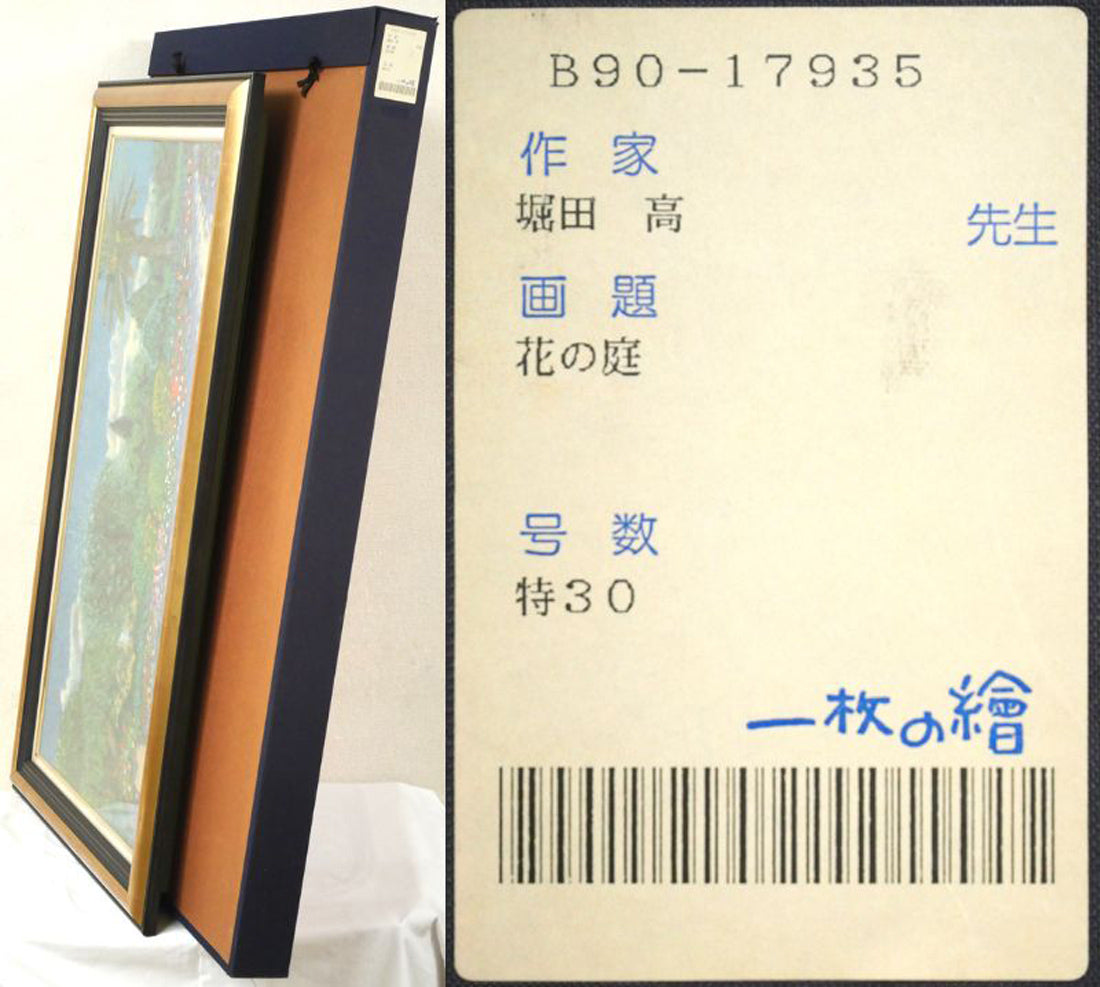 B90-17935
作 家
堀田 高
先生
画 題
花の庭
号 数
特30
一枚の繪